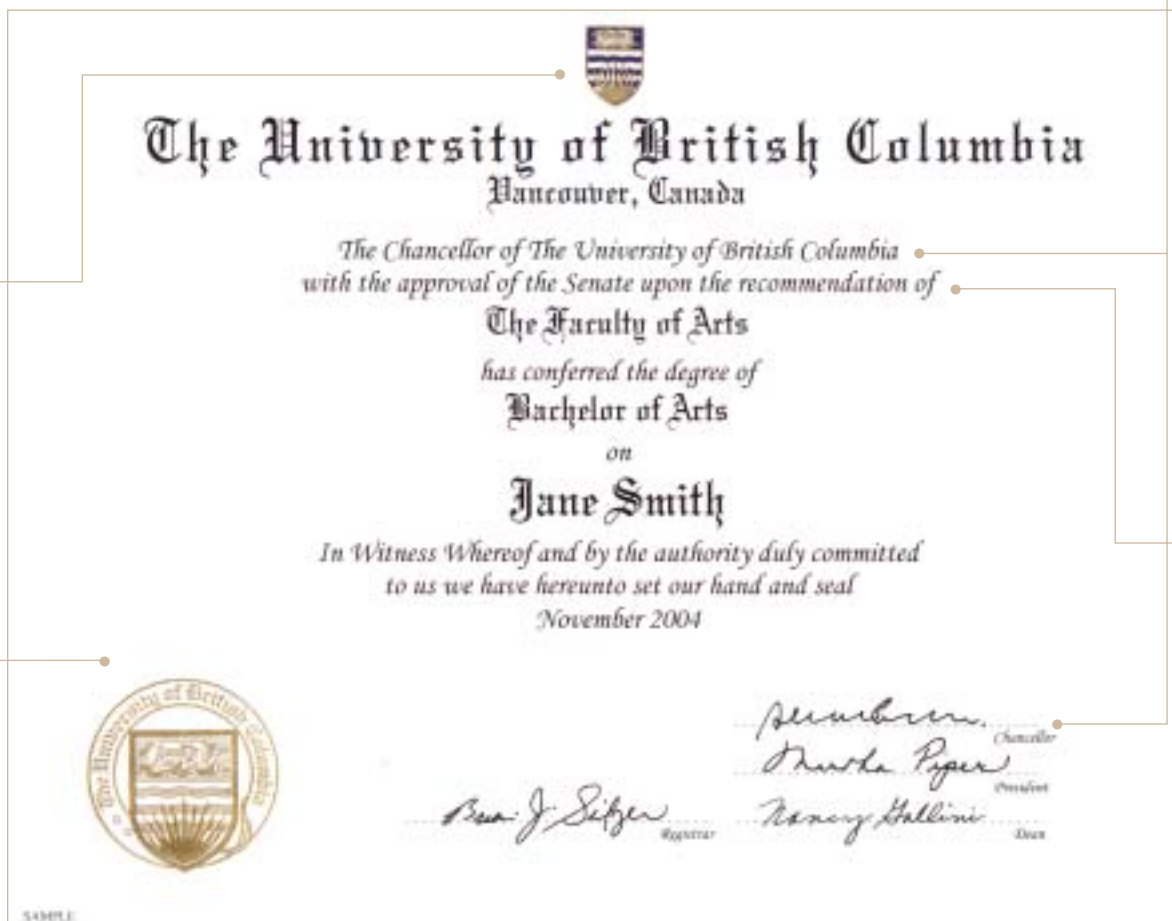 The University of British Columbia
Vancouver, Canada
The Chancellor of The University of British Columbia
with the approval of the Senate upon the recommendation of
The Faculty of Arts
has conferred the degree of
Bachelor of Arts
on
Jane Smith
In Witness Whereof and by the authority duly committed
to us we have hereunto set our hand and seal
November 2004
The University of British Columbia
Chancellor
Martha Piper
President
Registrar
Nancy Gallini
Dean
SAMPLE